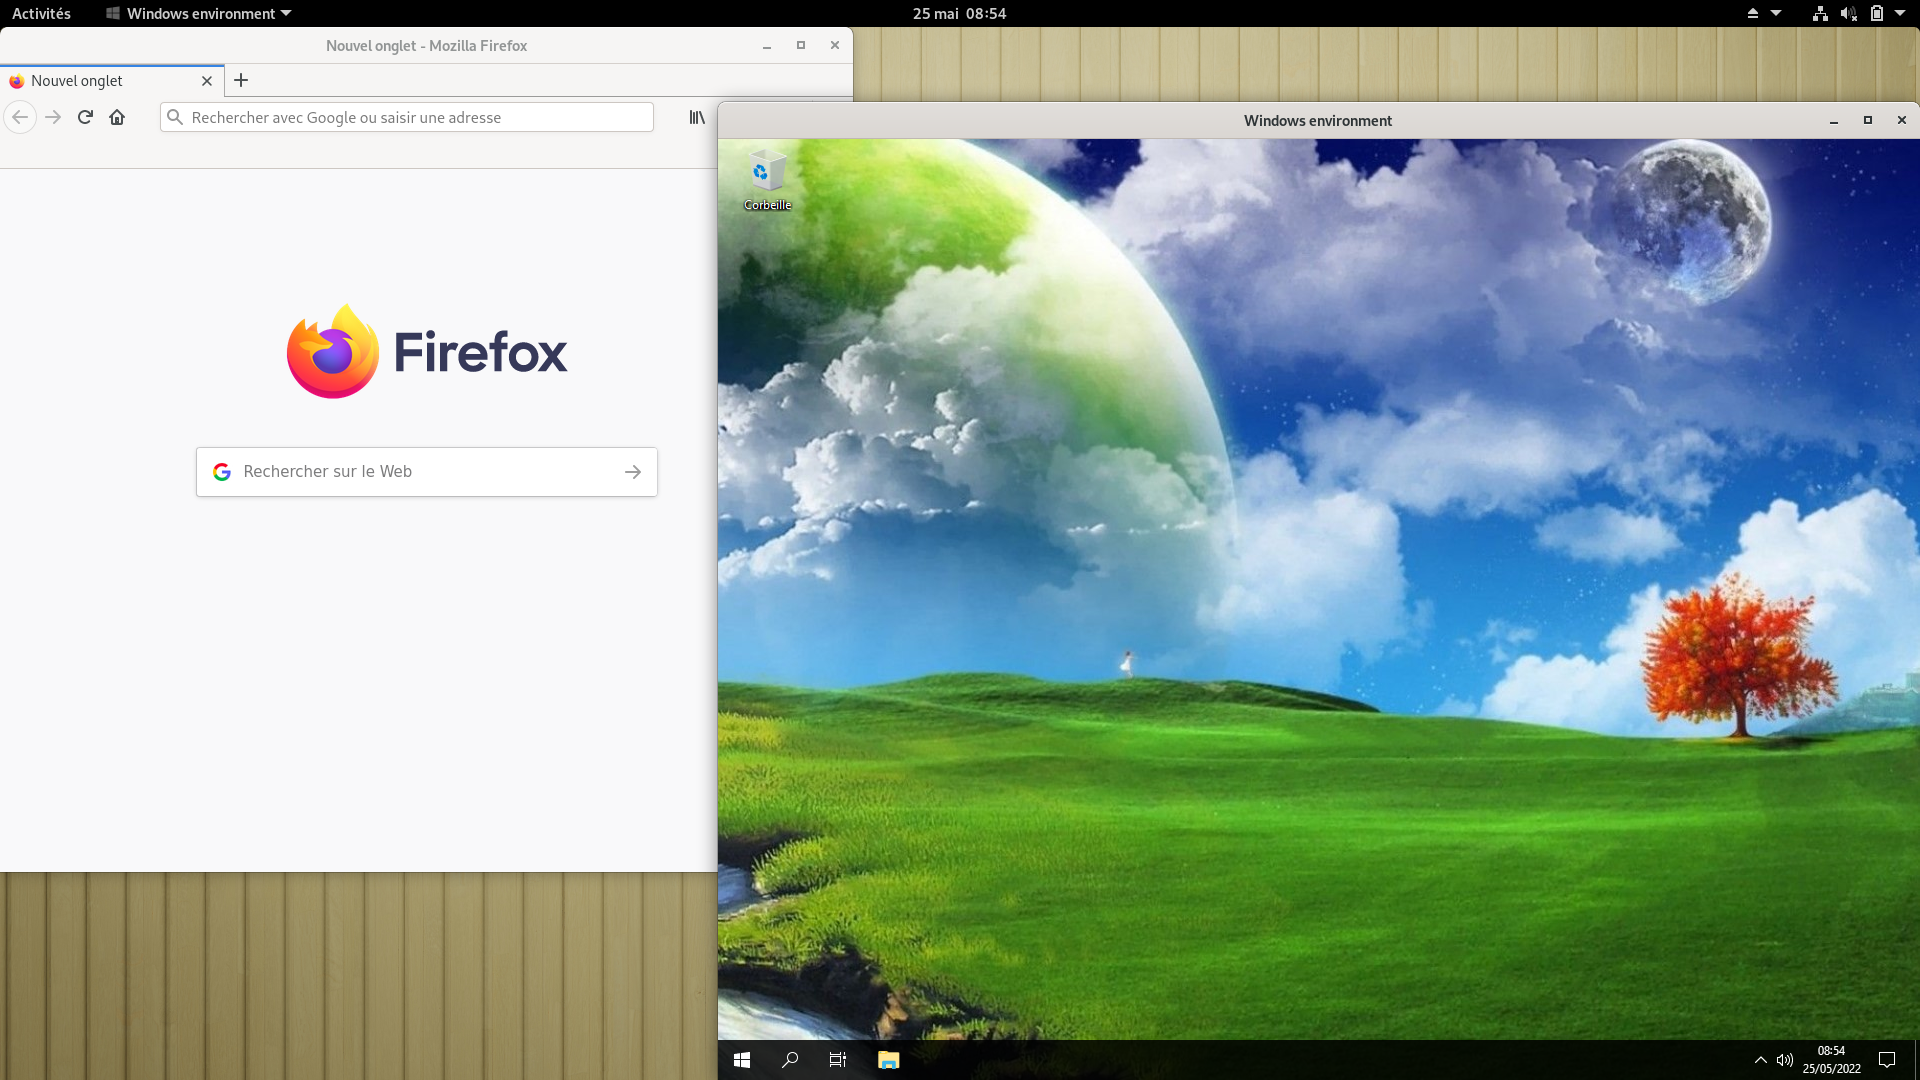 Activités
Windows environment
25 mai 08:54
Nouvel onglet - Mozilla Firefox
Nouvel onglet
Rechercher avec Google ou saisir une adresse
Firefox
Rechercher sur le Web
Windows environment
Corbeille
08:54
25/05/2022